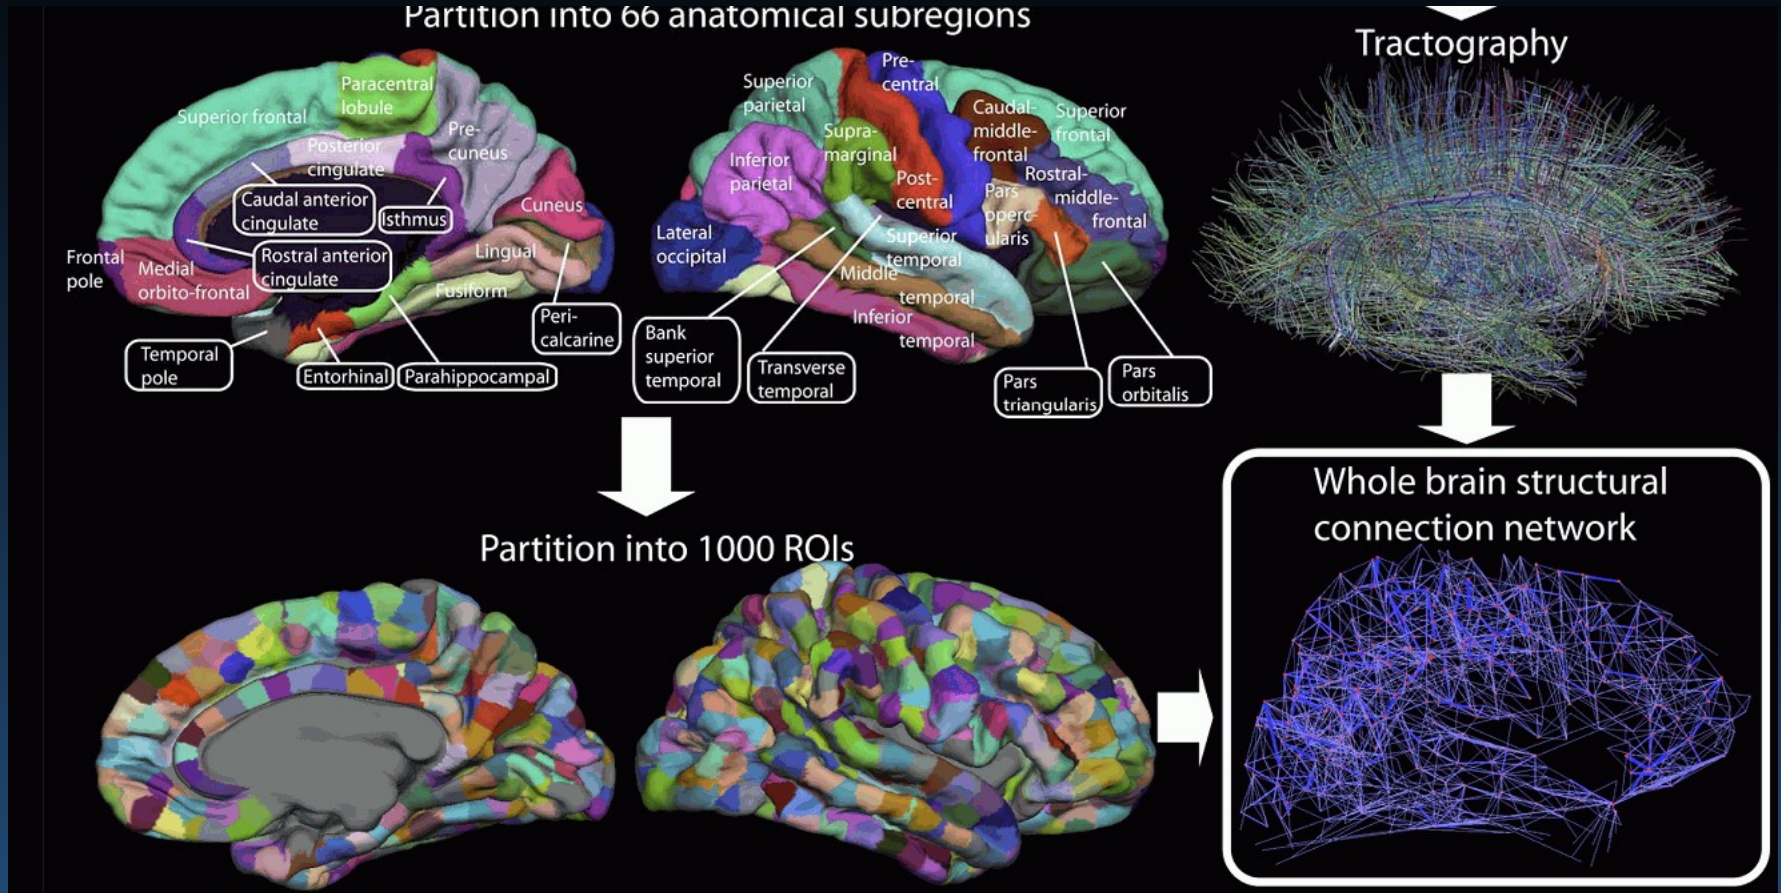 Partition into 66 anatomical subregions
Tractography
Paracentral
lobule
Superior frontal
Pre-
cuneus
Posterior
cingulate
Caudal anterior
cingulate
Isthmus
Cuneus
Rostral anterior
cingulate
Frontal
pole
Medial
orbito-frontal
Lingual
Fusiform
Peri-
calcarine
Temporal
pole
Entorhinal
Parahippocampal
Superior
parietal
Pre-
central
Caudal-
middle-
frontal
Superior
frontal
Supra-
marginal
Inferior
parietal
Post-
central
Rostral-
middle-
frontal
Pars
operc-
ularis
Lateral
occipital
Superior
temporal
Middle
temporal
Inferior
temporal
Bank
superior
temporal
Transverse
temporal
Pars
triangularis
Pars
orbitalis
Partition into 1000 ROIs
Whole brain structural
connection network